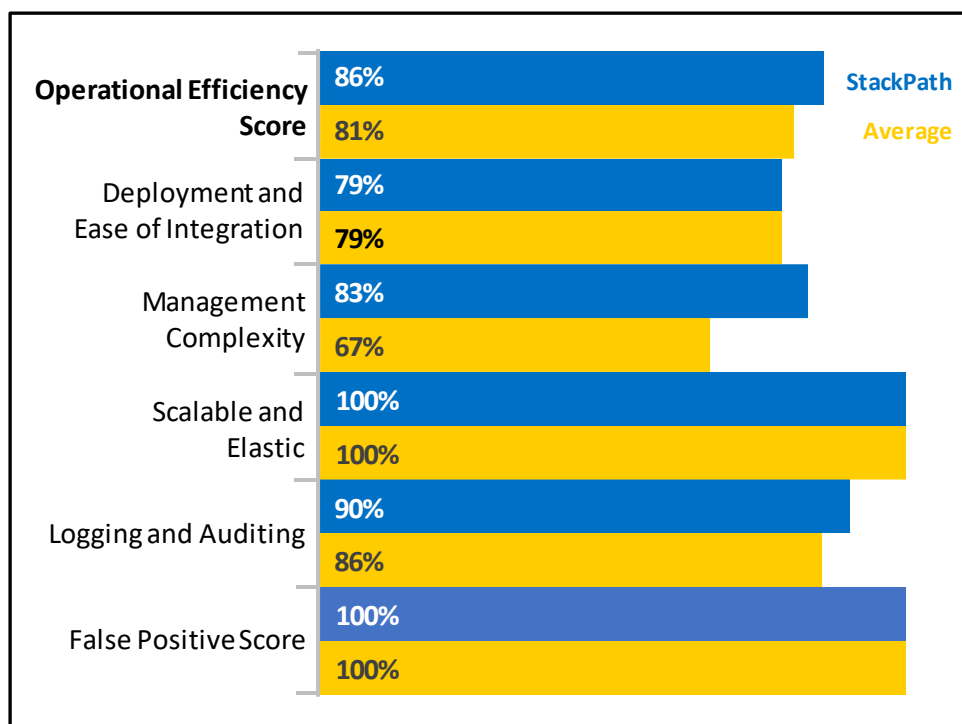 Operational Efficiency
Score
86%
81%
StackPath
Average
Deployment and
Ease of Integration
79%
79%
Management
Complexity
83%
67%
Scalable and
Elastic
100%
100%
Logging and Auditing
90%
86%
False Positive Score
100%
100%